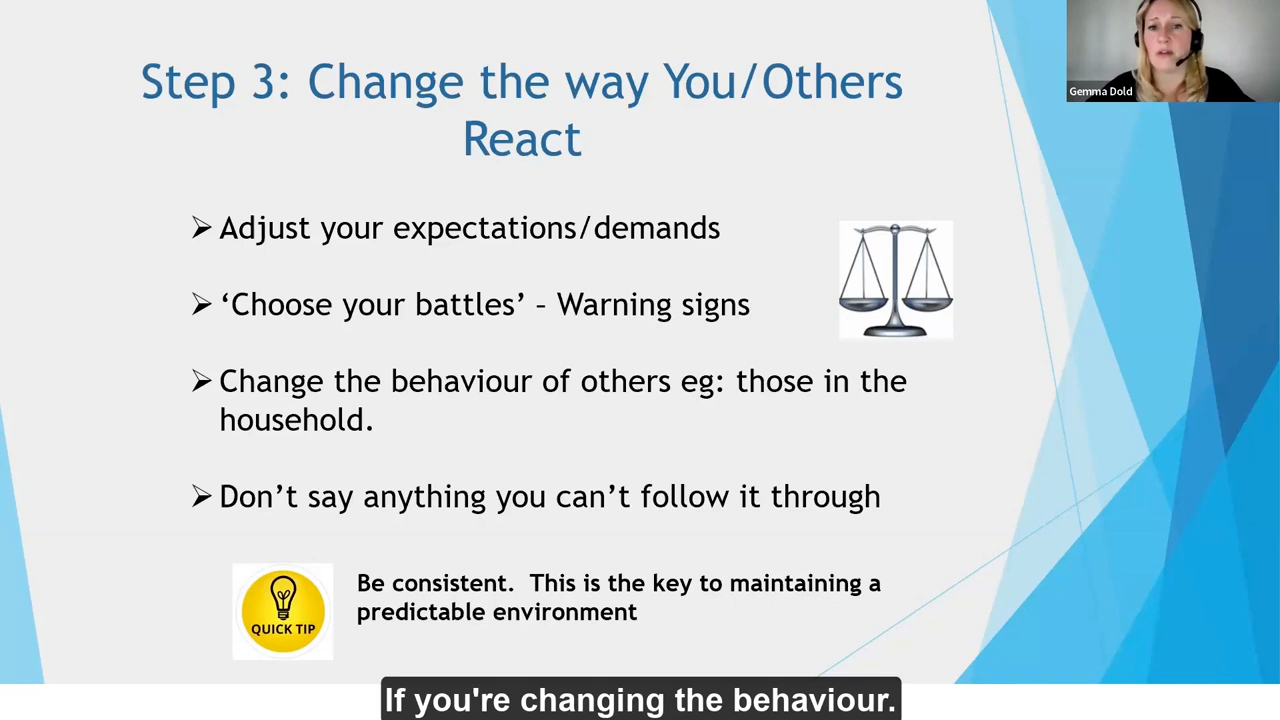 Step 3: Change the way You/Others
React
Gemma Dold
➢ Adjust your expectations/demands
➢ ‘Choose your battles’ – Warning signs
➢ Change the behaviour of others eg: those in the
household.
➢ Don’t say anything you can’t follow it through
QUICK TIP
Be consistent.  This is the key to maintaining a
predictable environment
If you're changing the behaviour.